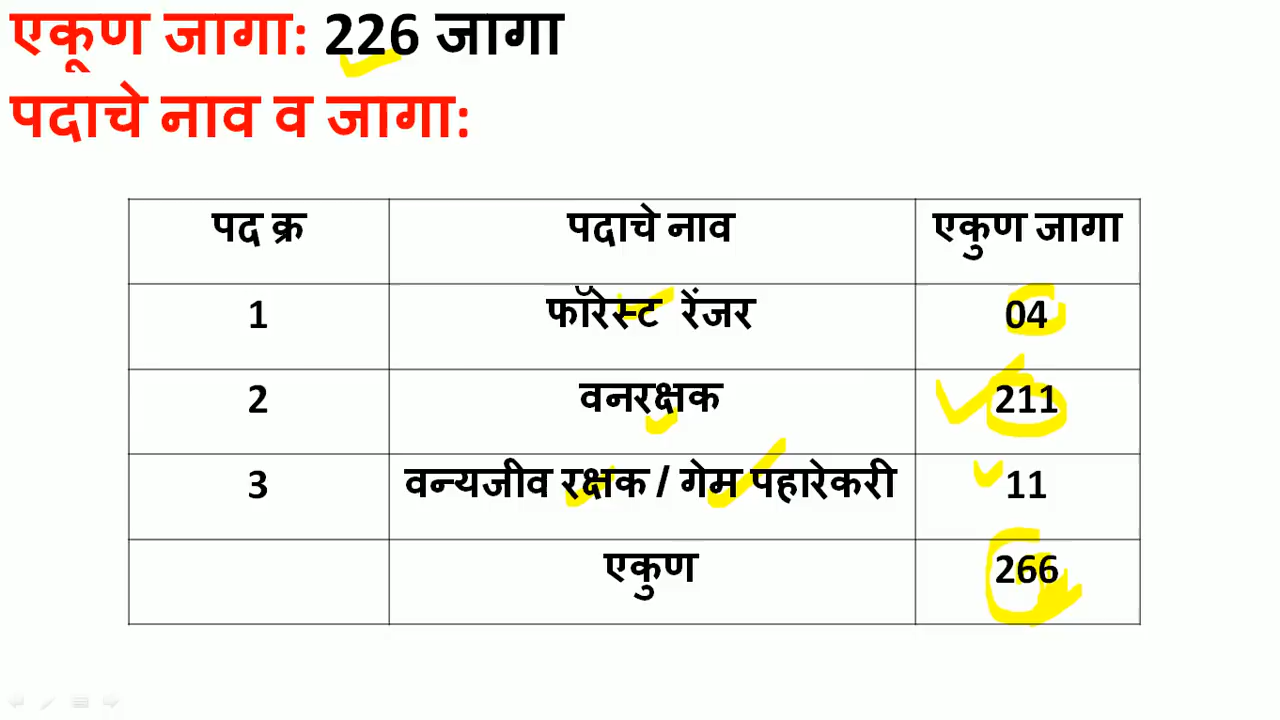 एकूण जागा: 226 जागा
पदाचे नाव व जागा:
पद क्र पदाचे नाव एकुण जागा
1 फॉरेस्ट रेंजर 04
2 वनरक्षक 211
3 वन्यजीव रक्षक / गेम पहारेकरी 11
एकुण 266